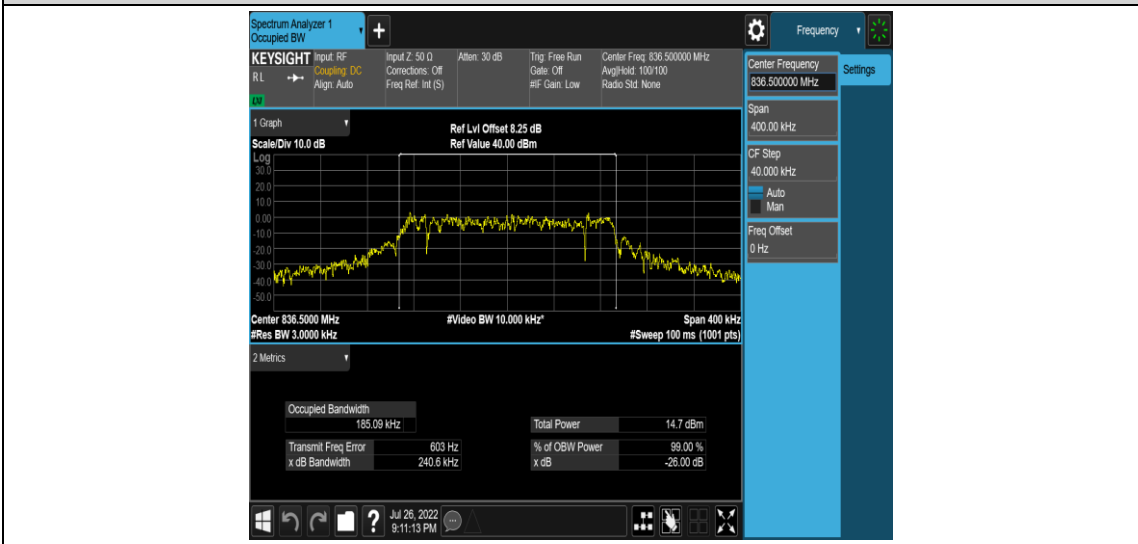 Spectrum Analyzer 1
Occupied BW
+
Frequency
KEYSIGHT
R L
LXI
Input: RF
Coupling: DC
Align: Auto
Input Z: 50 Ω
Corrections: Off
Freq Ref: Int (S)
Atten: 30 dB
Trig: Free Run
Gate: Off
#IF Gain: Low
Center Freq: 836.500000 MHz
Avg|Hold: 100/100
Radio Std: None
Center Frequency
836.500000 MHz
Settings
Span
400.00 kHz
CF Step
40.000 kHz
Auto
Man
Freq Offset
0 Hz
1 Graph
Scale/Div 10.0 dB
Ref Lvl Offset 8.25 dB
Ref Value 40.00 dBm
Log
30.0
20.0
10.0
0.00
-10.0
-20.0
-30.0
-40.0
-50.0
Center 836.5000 MHz
#Video BW 10.000 kHz*
Span 400 kHz
#Res BW 3.0000 kHz
#Sweep 100 ms (1001 pts)
2 Metrics
Occupied Bandwidth
185.09 kHz
Total Power 14.7 dBm
Transmit Freq Error 603 Hz
% of OBW Power 99.00 %
x dB Bandwidth 240.6 kHz
x dB -26.00 dB
?
Jul 26, 2022
9:11:13 PM